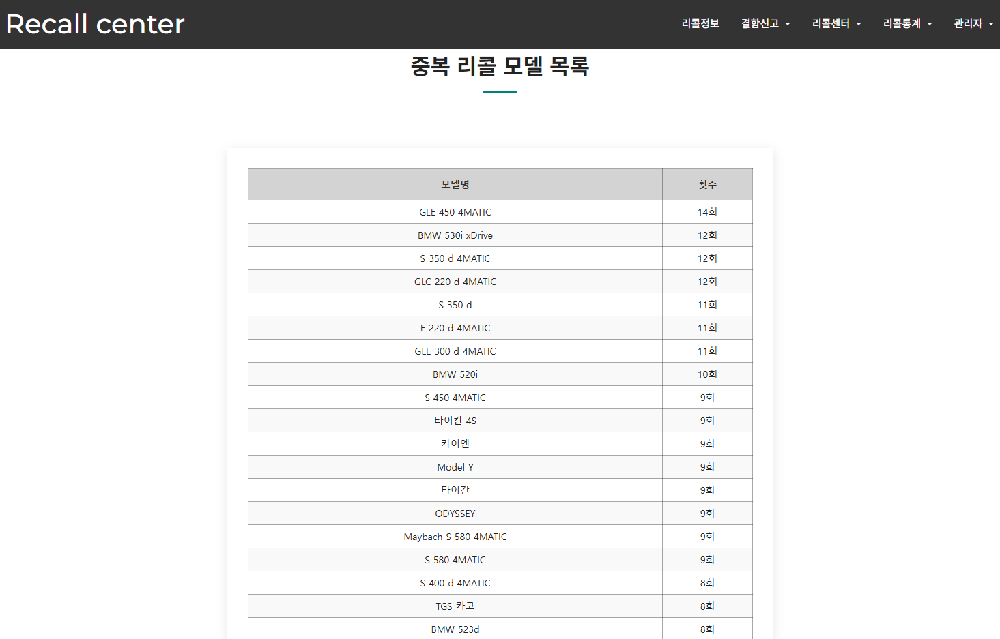 Recall center
리콜정보 결함신고 리콜센터 리콜통계 관리자
중복 리콜 모델 목록
모델명 횟수
GLE 450 4MATIC 14회
BMW 530i xDrive 12회
S 350 d 4MATIC 12회
GLC 220 d 4MATIC 12회
S 350 d 11회
E 220 d 4MATIC 11회
GLE 300 d 4MATIC 11회
BMW 520i 10회
S 450 4MATIC 9회
타이칸 4S 9회
카이엔 9회
Model Y 9회
타이칸 9회
ODYSSEY 9회
Maybach S 580 4MATIC 9회
S 580 4MATIC 9회
S 400 d 4MATIC 8회
TGS 카고 8회
BMW 523d 8회